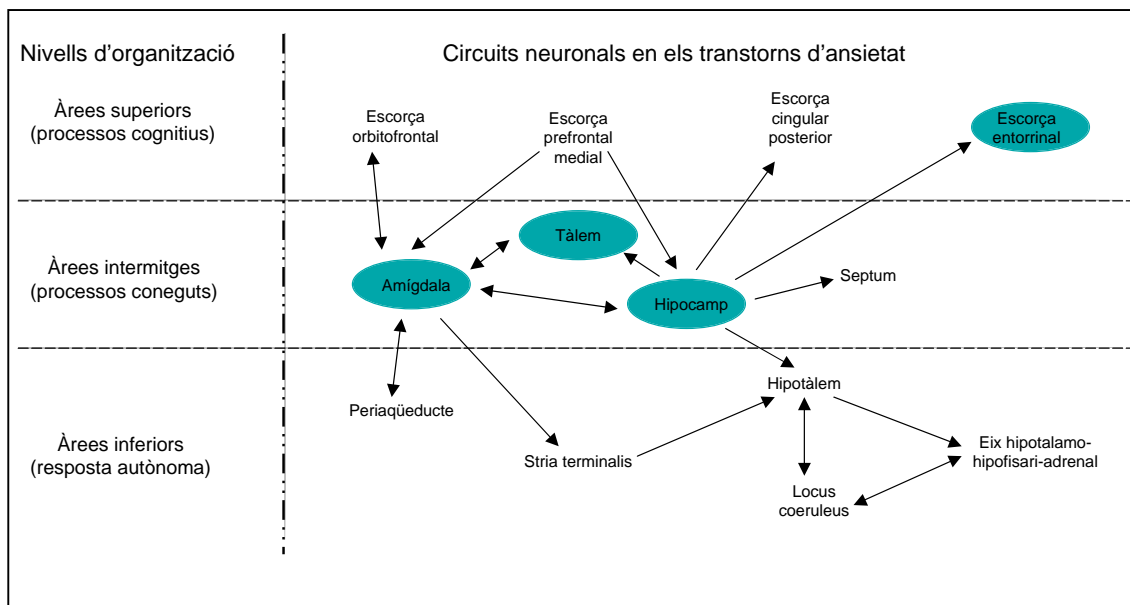 Nivells d'organització
Circuits neuronals en els transtorns d'ansietat
Àrees superiors
(processos cognitius)
Escorça
orbitofrontal
Escorça
prefrontal
medial
Escorça
cingular
posterior
Escorça
entorrinal
Àrees intermitges
(processos coneguts)
Tàlem
Amígdala
Hipocamp
Septum
Àrees inferiors
(resposta autònoma)
Periaqüeducte
Stria terminalis
Hipotàlem
Locus
coeruleus
Eix hipotalamo-
hipofisari-adrenal